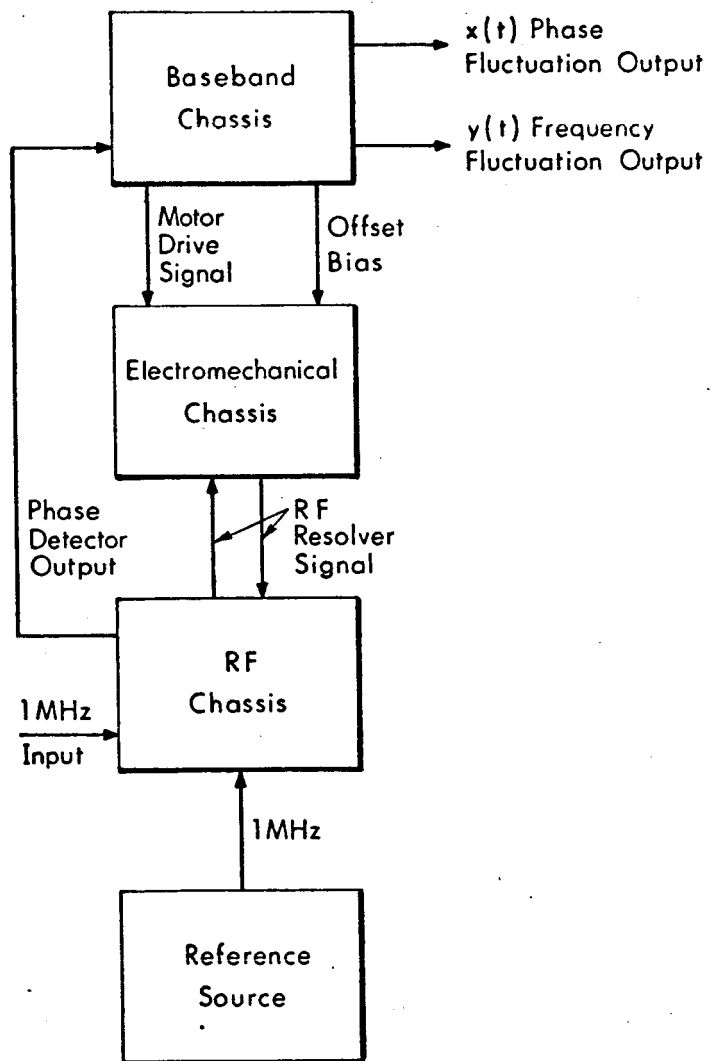 x(t) Phase
Fluctuation Output
Baseband
Chassis
y(t) Frequency
Fluctuation Output
Motor
Drive
Signal
Offset
Bias
Electromechanical
Chassis
Phase
Detector
Output
RF
Resolver
Signal
RF
Chassis
1MHz
Input
1MHz
Reference
Source